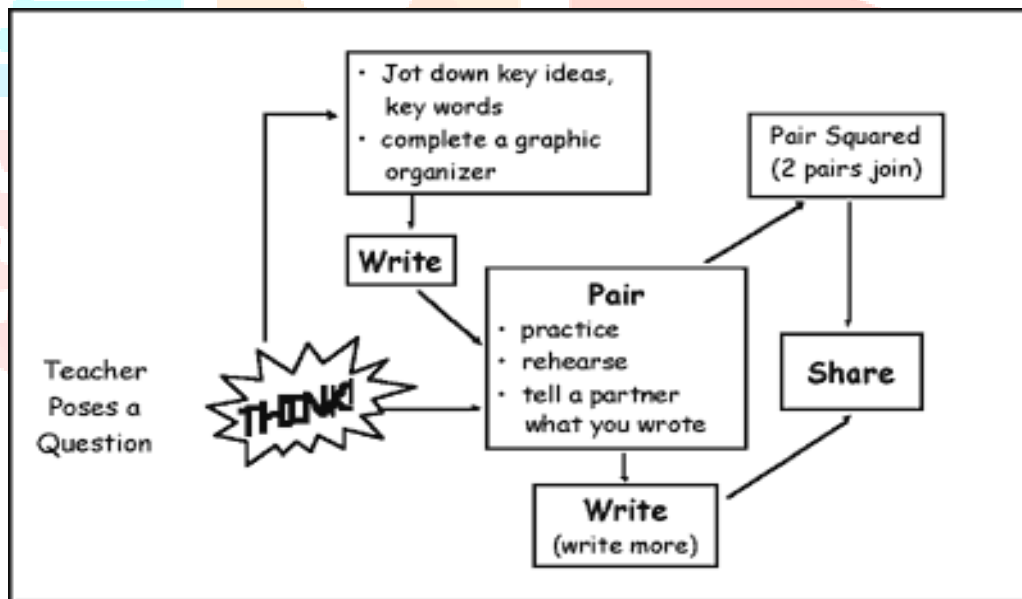 Teacher
Poses a
Question
THINK!
• Jot down key ideas,
key words
• complete a graphic
organizer
Write
Pair
• practice
• rehearse
• tell a partner
what you wrote
Write
(write more)
Pair Squared
(2 pairs join)
Share